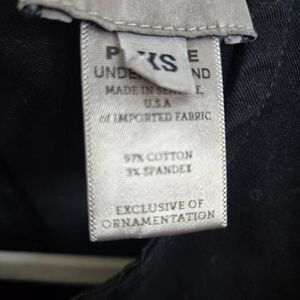 XS
MADE IN
U.S.A
of IMPORTED FABRIC
97% COTTON
3% SPANDEX
EXCLUSIVE OF
ORNAMENTATION